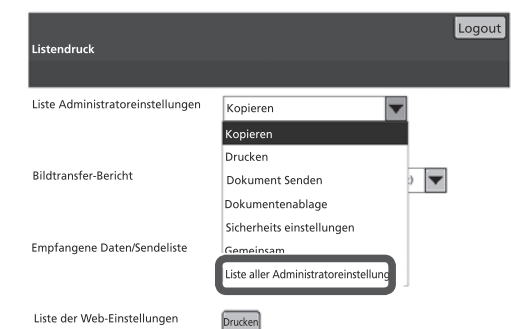 Logout
Listendruck
Liste Administratoreinstellungen
Kopieren
Kopieren
Drucken
Bildtransfer-Bericht
Dokument Senden
Dokumentenablage
Sicherheits einstellungen
Empfangene Daten/Sendeliste
Gemeinsam
Liste aller Administratoreinstellung
Liste der Web-Einstellungen
Drucken